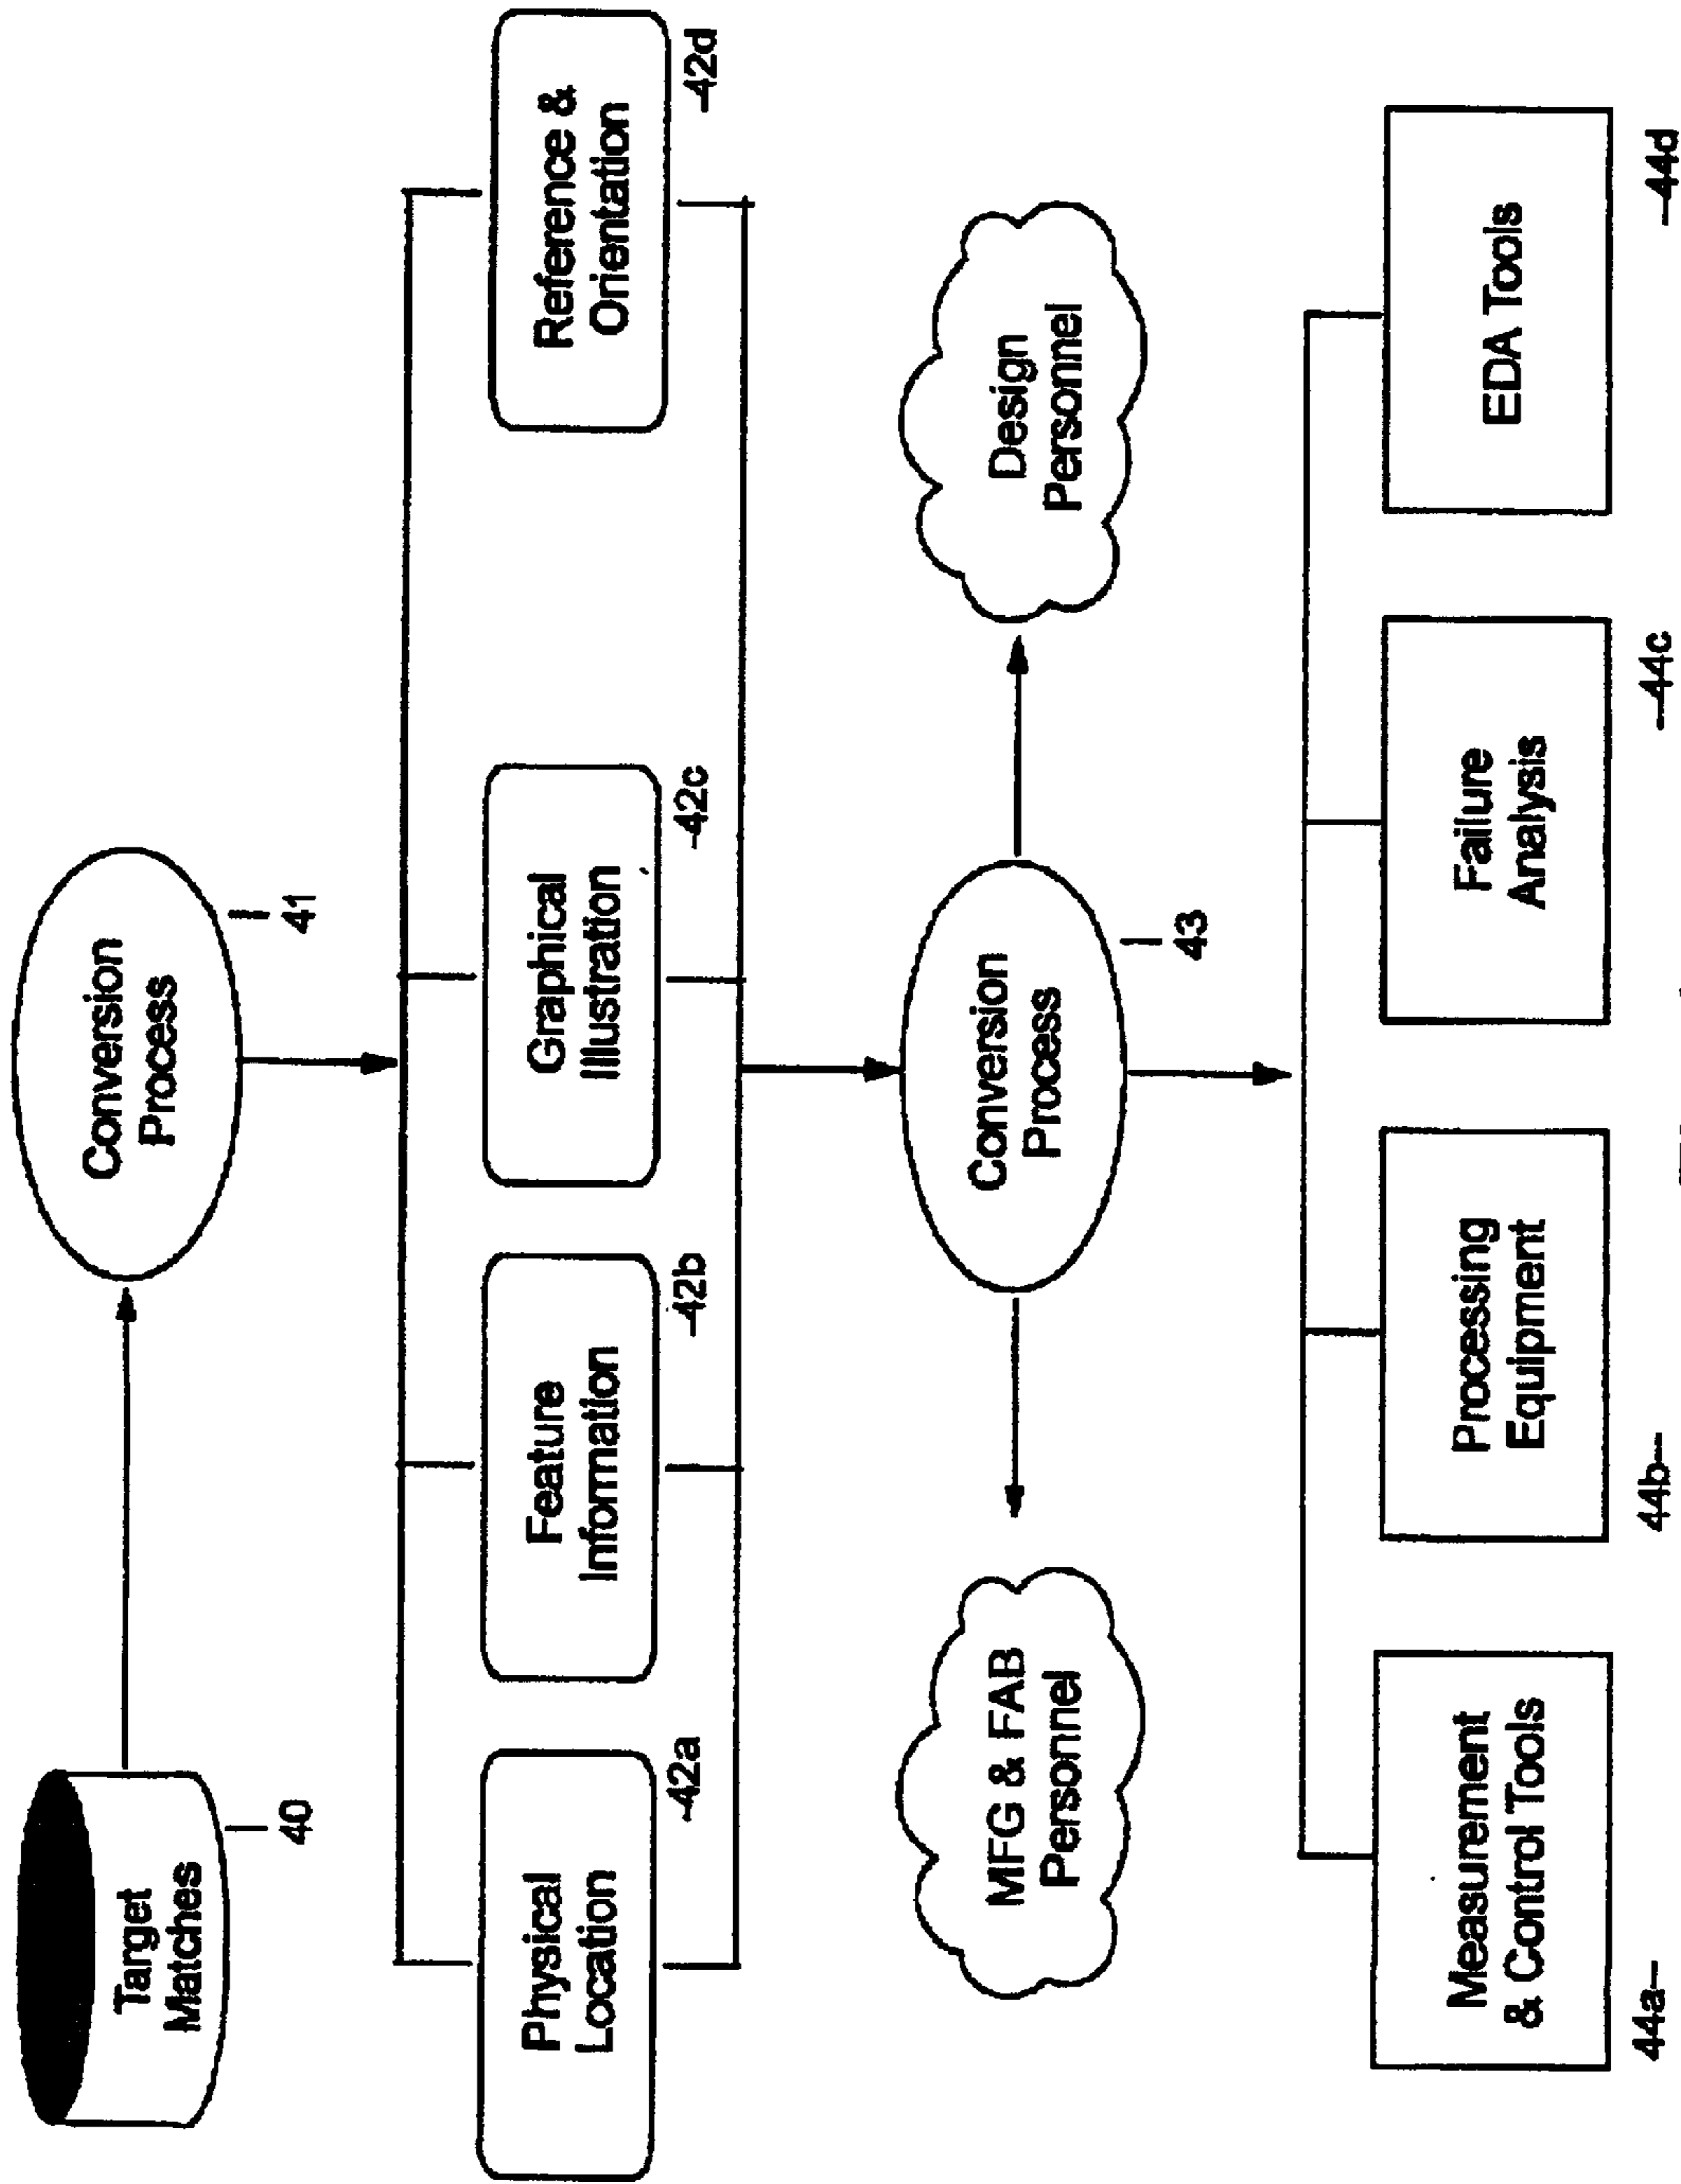 Target
Matches
40
Conversion
Process
41
Physical
Location
42a
Feature
Information
42b
Graphical
Illustration
42c
Reference &
Orientation
42d
MFG & FAB
Personnel
Conversion
Process
43
Design
Personnel
Measurement
& Control Tools
44a
Processing
Equipment
44b
Failure
Analysis
44c
EDA Tools
44d